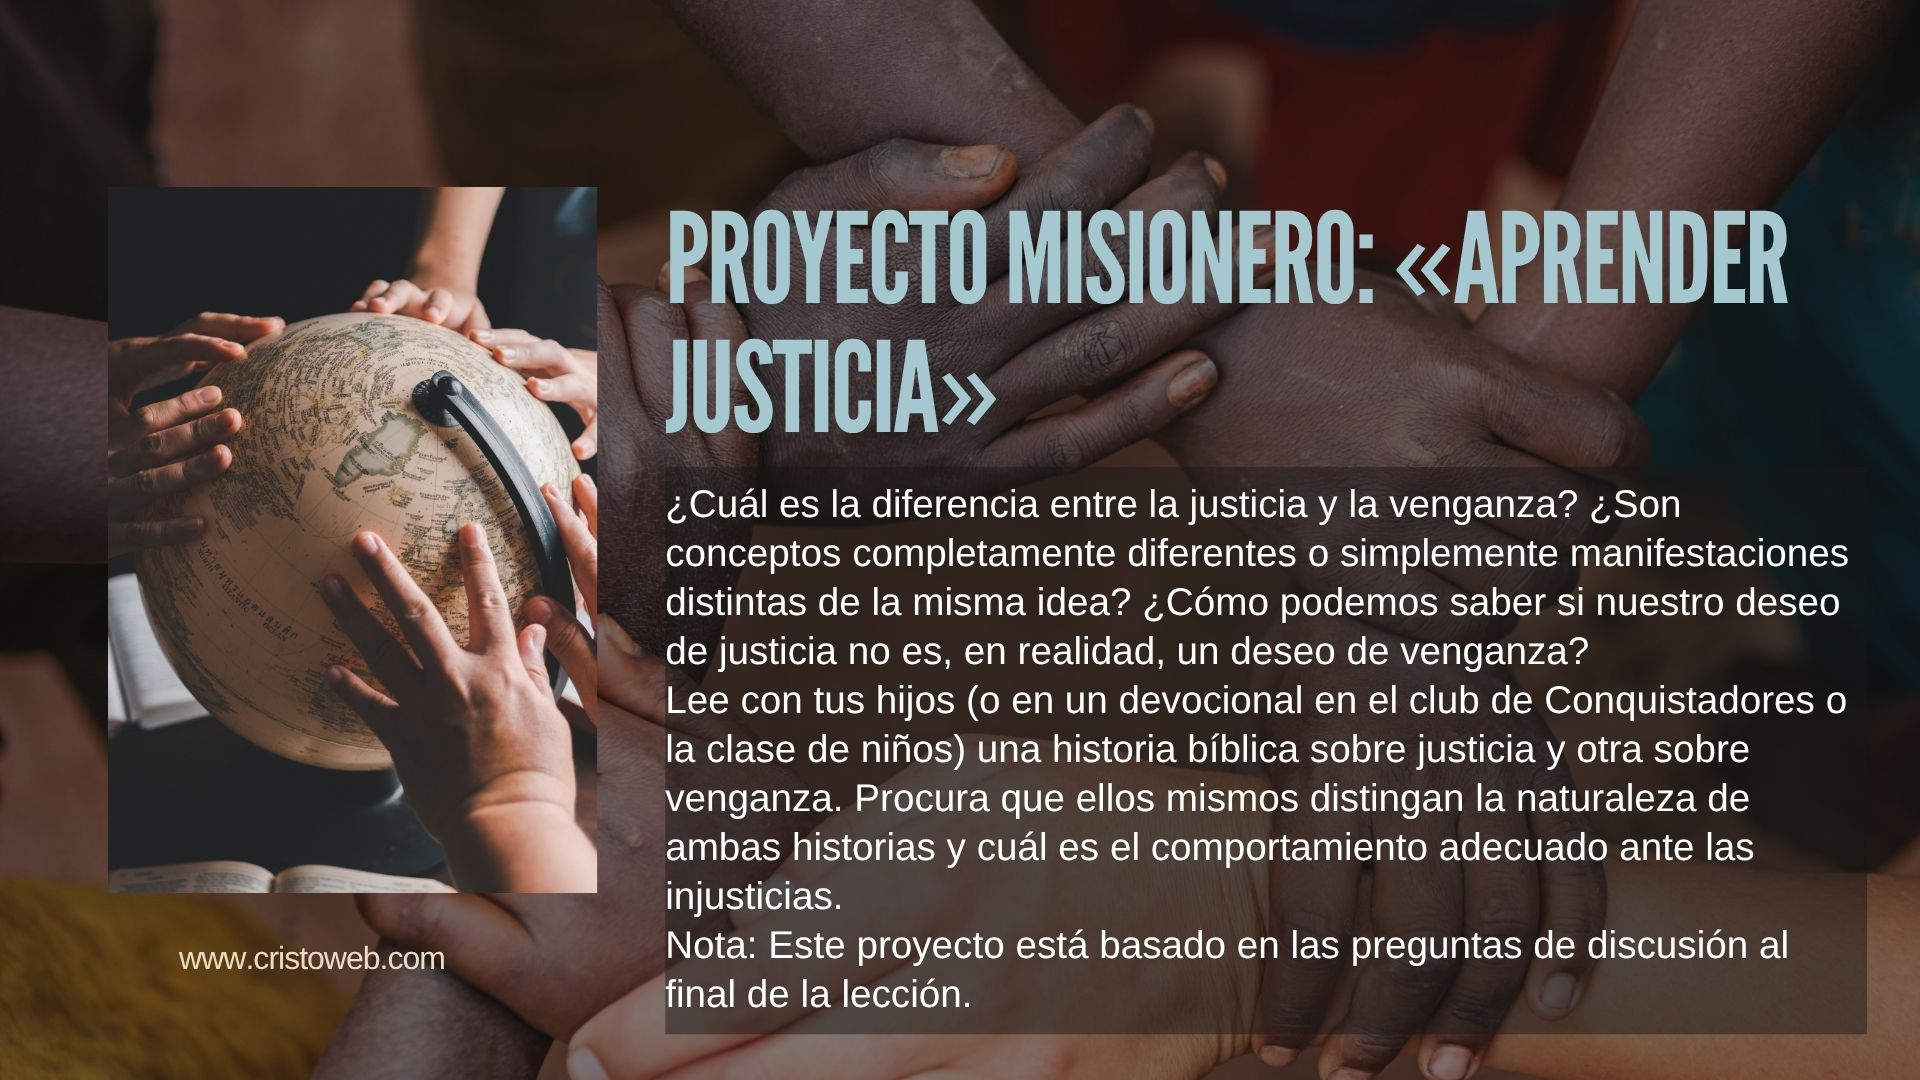 PROYECTO MISIONERO: «APRENDER
JUSTICIA»
¿Cuál es la diferencia entre la justicia y la venganza? ¿Son
conceptos completamente diferentes o simplemente manifestaciones
distintas de la misma idea? ¿Cómo podemos saber si nuestro deseo
de justicia no es, en realidad, un deseo de venganza?
Lee con tus hijos (o en un devocional en el club de Conquistadores o
la clase de niños) una historia bíblica sobre justicia y otra sobre
venganza. Procura que ellos mismos distingan la naturaleza de
ambas historias y cuál es el comportamiento adecuado ante las
injusticias.
Nota: Este proyecto está basado en las preguntas de discusión al
final de la lección.
www.cristoweb.com